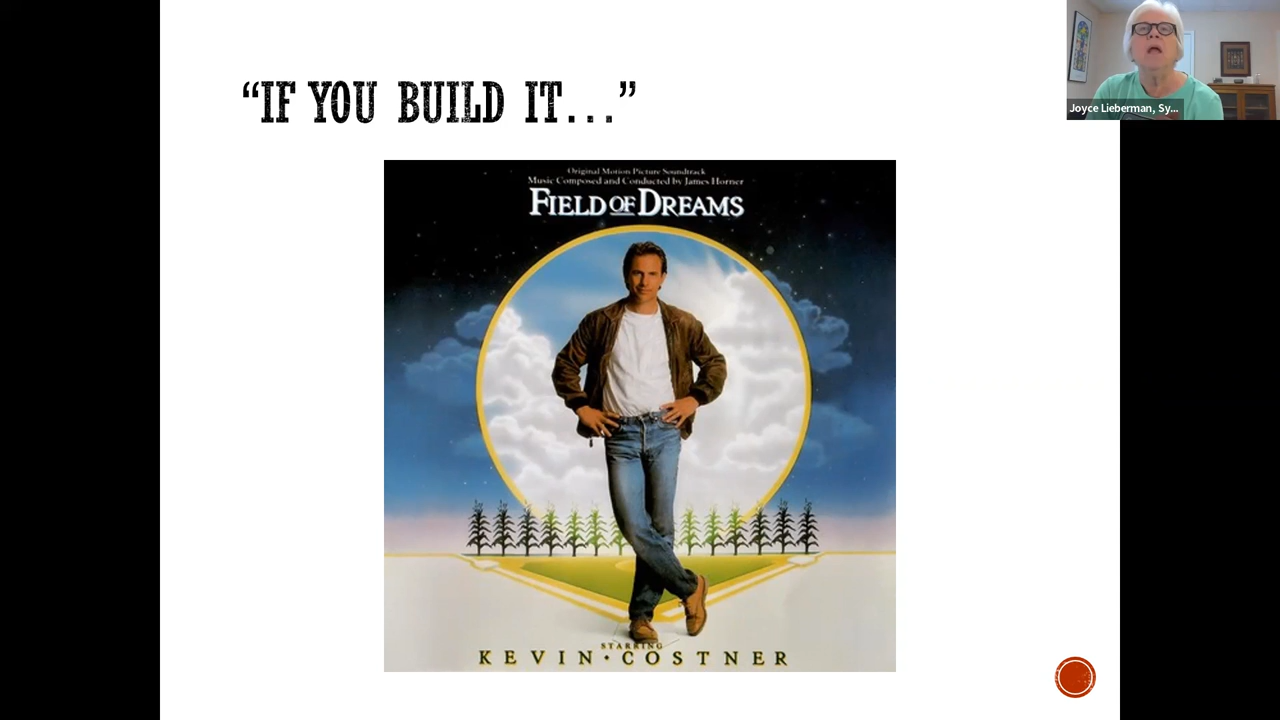 “IF YOU BUILD IT...”
Joyce Lieberman, Sy...
Original Motion Picture Soundtrack
Music Composed and Conducted by James Horner
FIELD OF DREAMS
STARRING
KEVIN • COSTNER